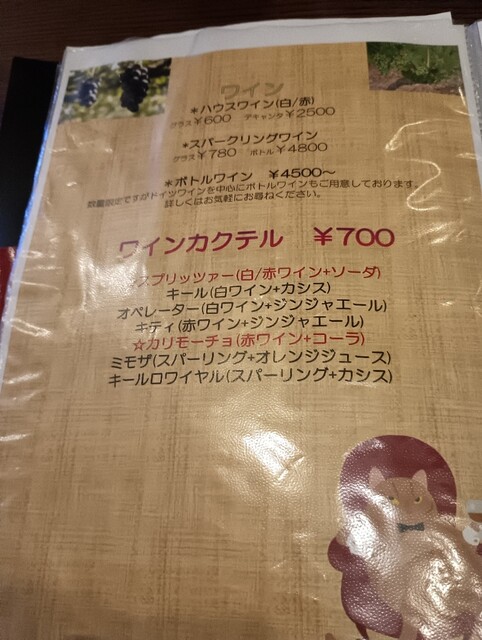 ワイン
*ハウスワイン(白/赤)
グラス¥600 デキャンタ¥2500
*スパークリングワイン
グラス¥780 ボトル¥4800
*ボトルワイン ¥4500～
数量限定ですがドイツワインを中心にボトルワインもご用意しております。
詳しくはお気軽にお尋ねください。
ワインカクテル ¥700
スプリッツァー(白/赤ワイン+ソーダ)
キール(白ワイン+カシス)
オペレーター(白ワイン+ジンジャエール)
キティ(赤ワイン+ジンジャエール)
☆カリモーチョ(赤ワイン+コーラ)
ミモザ(スパーリング+オレンジジュース)
キールロワイヤル(スパーリング+カシス)